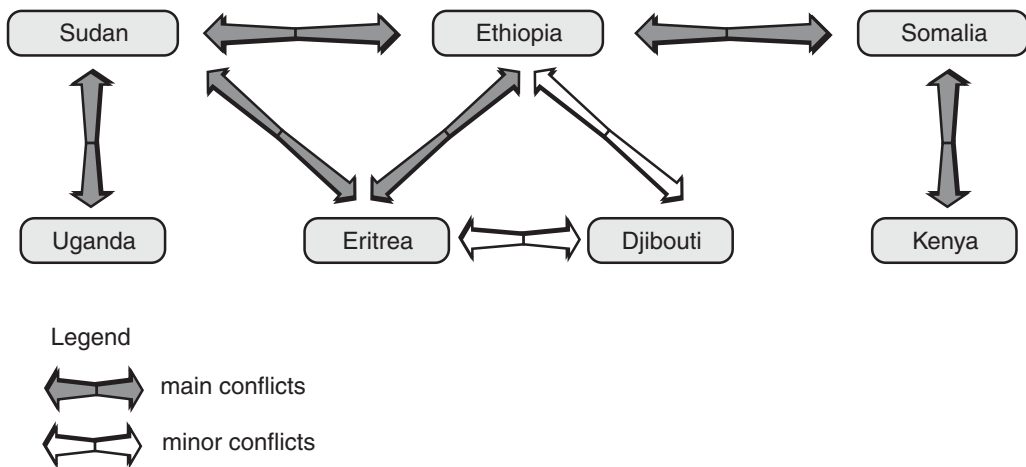 Sudan
Ethiopia
Somalia
Uganda
Eritrea
Djibouti
Kenya
Legend
main conflicts
minor conflicts